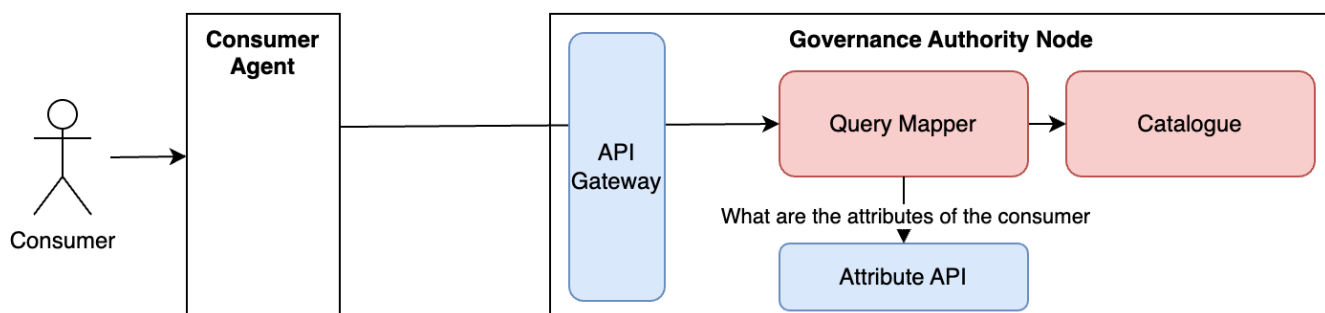 Consumer
Agent
Governance Authority Node
Query Mapper
Catalogue
API
Gateway
What are the attributes of the consumer
Consumer
Attribute API